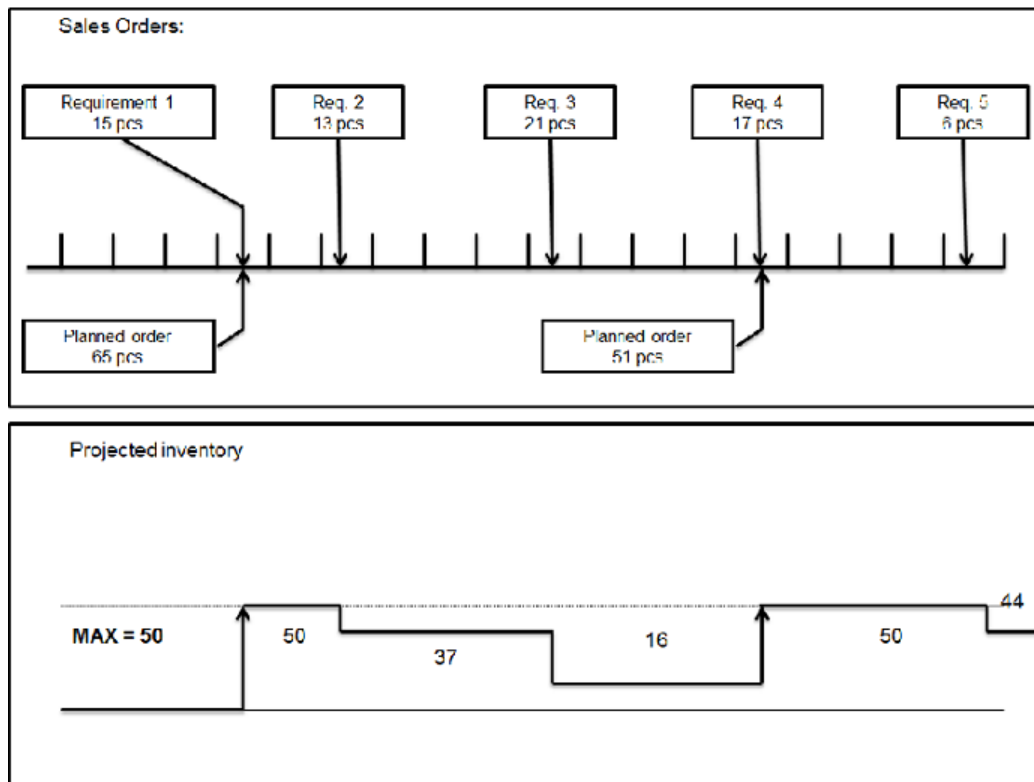 Sales Orders:
Requirement 1
15 pcs
Req. 2
13 pcs
Req. 3
21 pcs
Req. 4
17 pcs
Req. 5
6 pcs
Planned order
65 pcs
Planned order
51 pcs
Projected inventory
MAX = 50
50
37
16
50
44